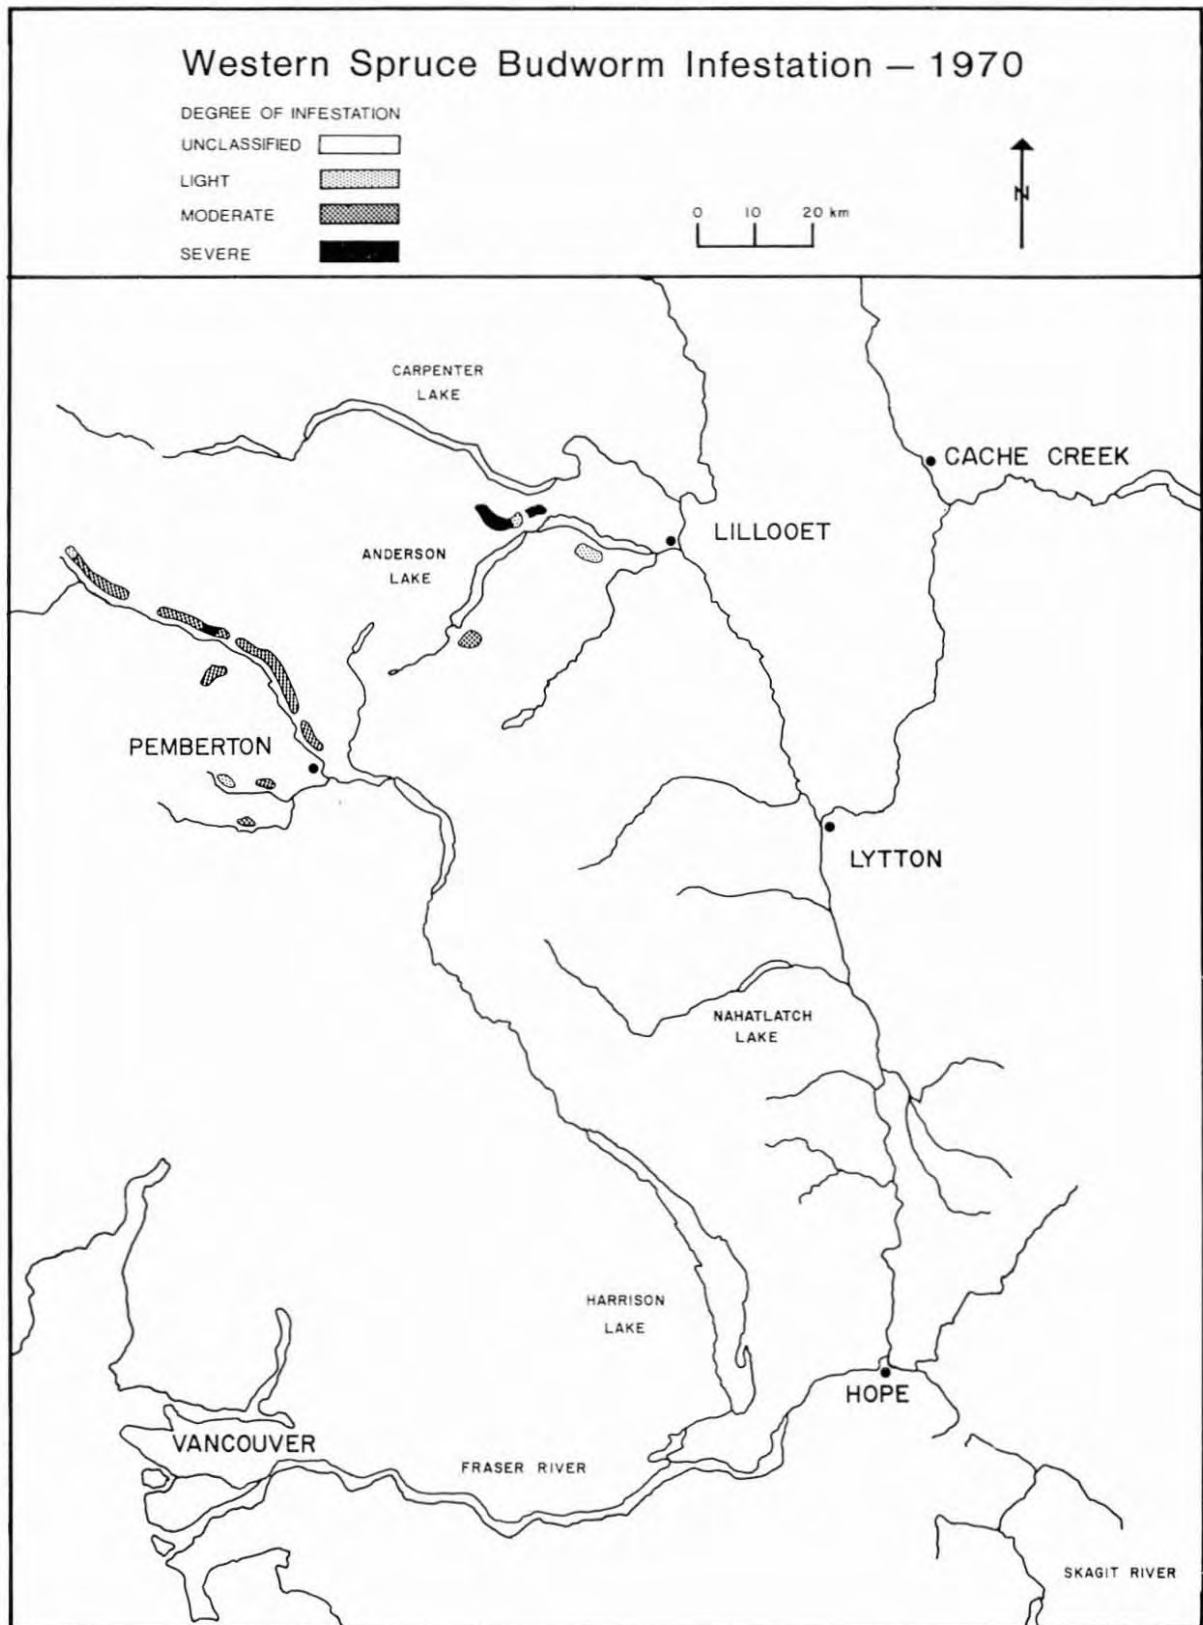 Western Spruce Budworm Infestation — 1970
DEGREE OF INFESTATION
UNCLASSIFIED
LIGHT
MODERATE
SEVERE
0 10 20 km
N
CARPENTER
LAKE
CACHE CREEK
LILLOOET
ANDERSON
LAKE
PEMBERTON
LYTTON
NAHATLATCH
LAKE
HARRISON
LAKE
HOPE
VANCOUVER
FRASER RIVER
SKAGIT RIVER